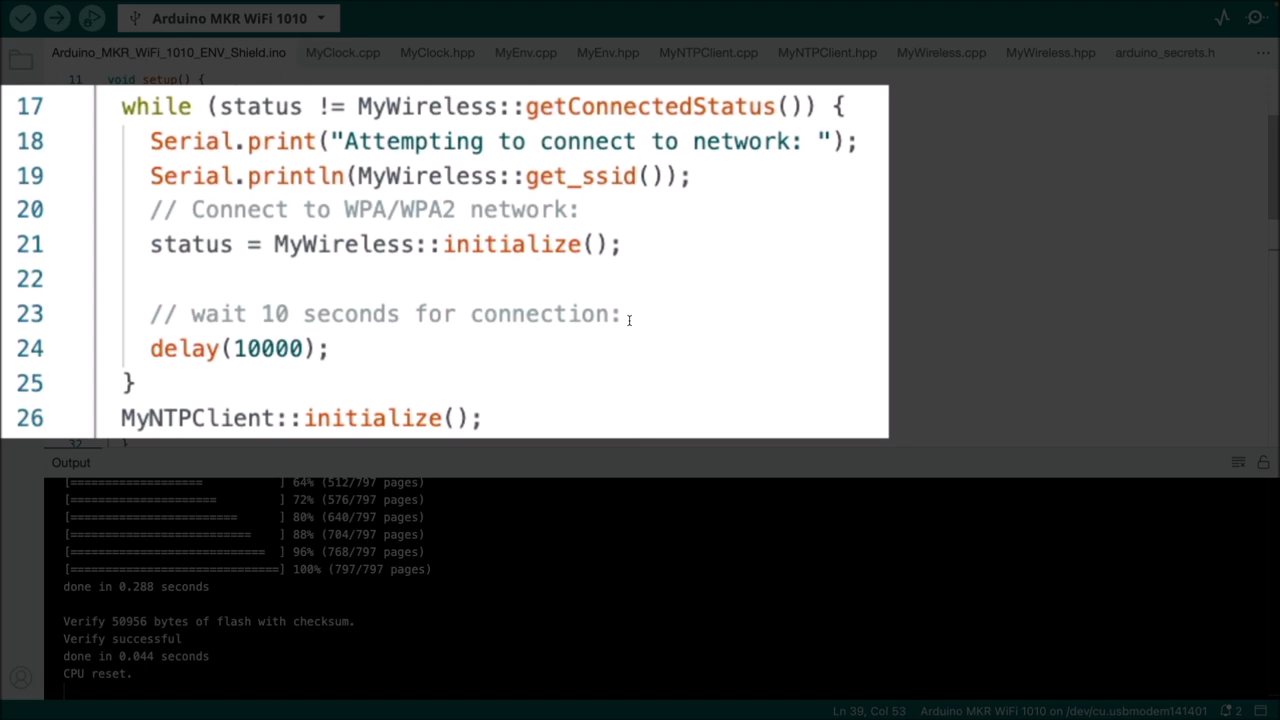 Arduino MKR WiFi 1010
Arduino_MKR_WiFi_1010_ENV_Shield.ino MyClock.cpp MyClock.hpp MyEnv.cpp MyEnv.hpp MyNTPClient.cpp MyNTPClient.hpp MyWireless.cpp MyWireless.hpp arduino_secrets.h ...
11 void setup() {
17 while (status != MyWireless::getConnectedStatus()) {
18 Serial.print("Attempting to connect to network: ");
19 Serial.println(MyWireless::get_ssid());
20 // Connect to WPA/WPA2 network:
21 status = MyWireless::initialize();
22
23 // wait 10 seconds for connection:
24 delay(10000);
25 }
26 MyNTPClient::initialize();
32 }
Output
[=================== ] 64% (512/797 pages)
[===================== ] 72% (576/797 pages)
[======================== ] 80% (640/797 pages)
[========================== ] 88% (704/797 pages)
[============================ ] 96% (768/797 pages)
[==============================] 100% (797/797 pages)
done in 0.288 seconds
Verify 50956 bytes of flash with checksum.
Verify successful
done in 0.044 seconds
CPU reset.
Ln 39, Col 53 Arduino MKR WiFi 1010 on /dev/cu.usbmodem141401 2